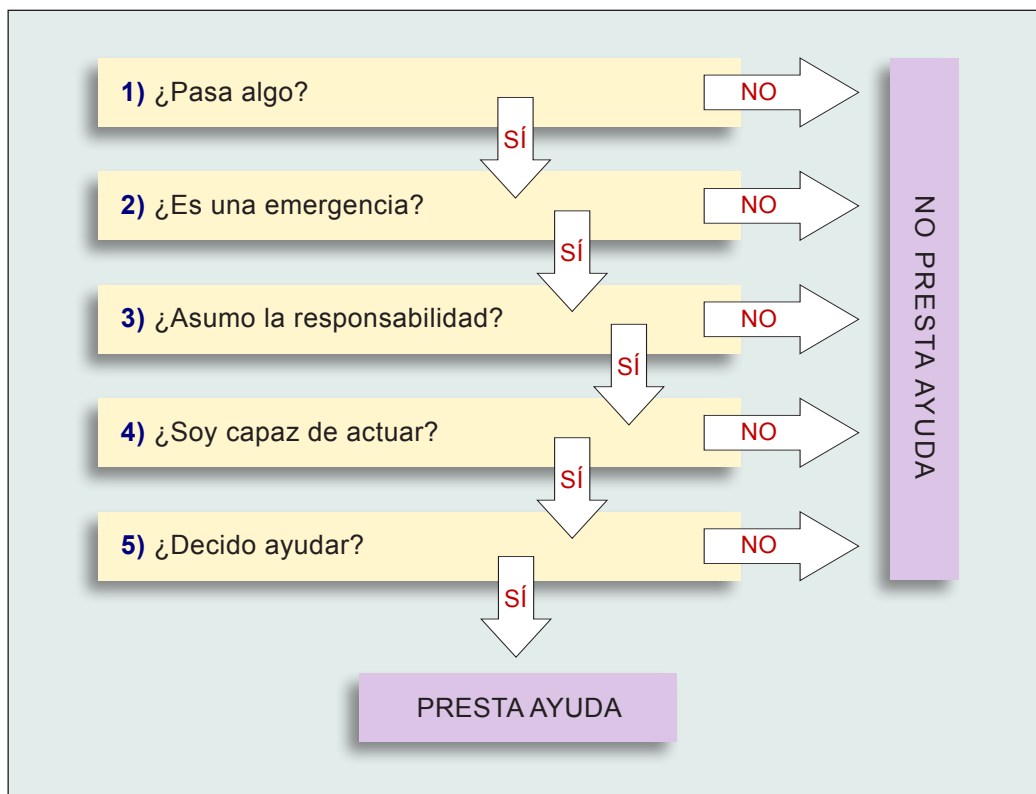 1) ¿Pasa algo?
NO
SÍ
2) ¿Es una emergencia?
NO
SÍ
3) ¿Asumo la responsabilidad?
NO
SÍ
4) ¿Soy capaz de actuar?
NO
SÍ
5) ¿Decido ayudar?
NO
SÍ
NO PRESTA AYUDA
PRESTA AYUDA